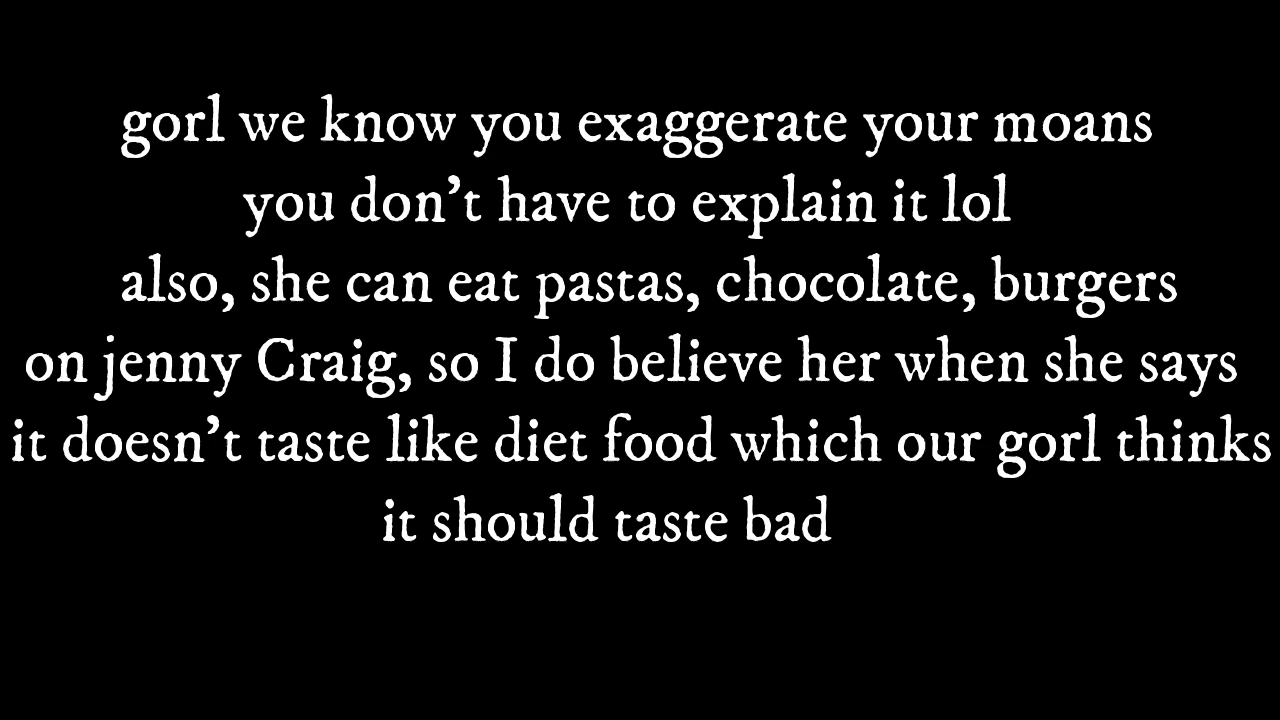 gorl we know you exaggerate your moans
you don't have to explain it lol
also, she can eat pastas, chocolate, burgers
on jenny Craig, so I do believe her when she says
it doesn't taste like diet food which our gorl thinks
it should taste bad